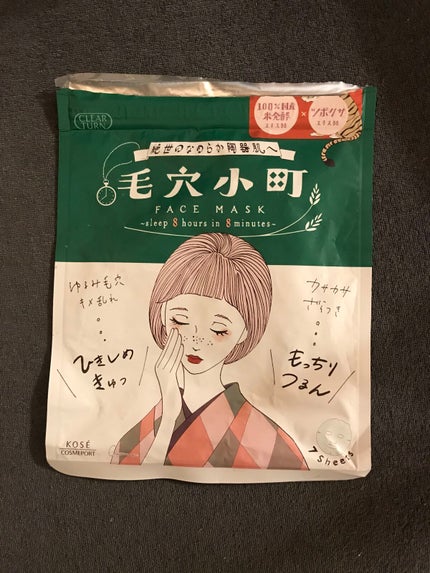 CLEAR
TURN
100%国産
米発酵
エキス配合
×
ツボクサ
エキス配合
絶世のなめらか陶器肌へ
毛穴小町
FACE MASK
~sleep 8 hours in 8 minutes~
ゆるみ毛穴
キメ乱れ
カサカサ
ざらつき
ひきしめ
きゅっ
もっちり
つるん
KOSÉ
COSMEPORT
7 Sheets